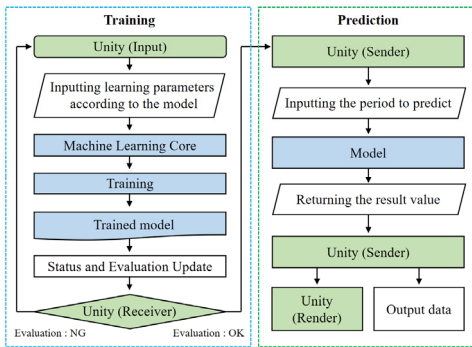 Training
Unity (Input)
Inputting learning parameters
according to the model
Machine Learning Core
Training
Trained model
Status and Evaluation Update
Unity (Receiver)
Evaluation : NG
Evaluation : OK
Prediction
Unity (Sender)
Inputting the period to predict
Model
Returning the result value
Unity (Sender)
Unity
(Render)
Output data